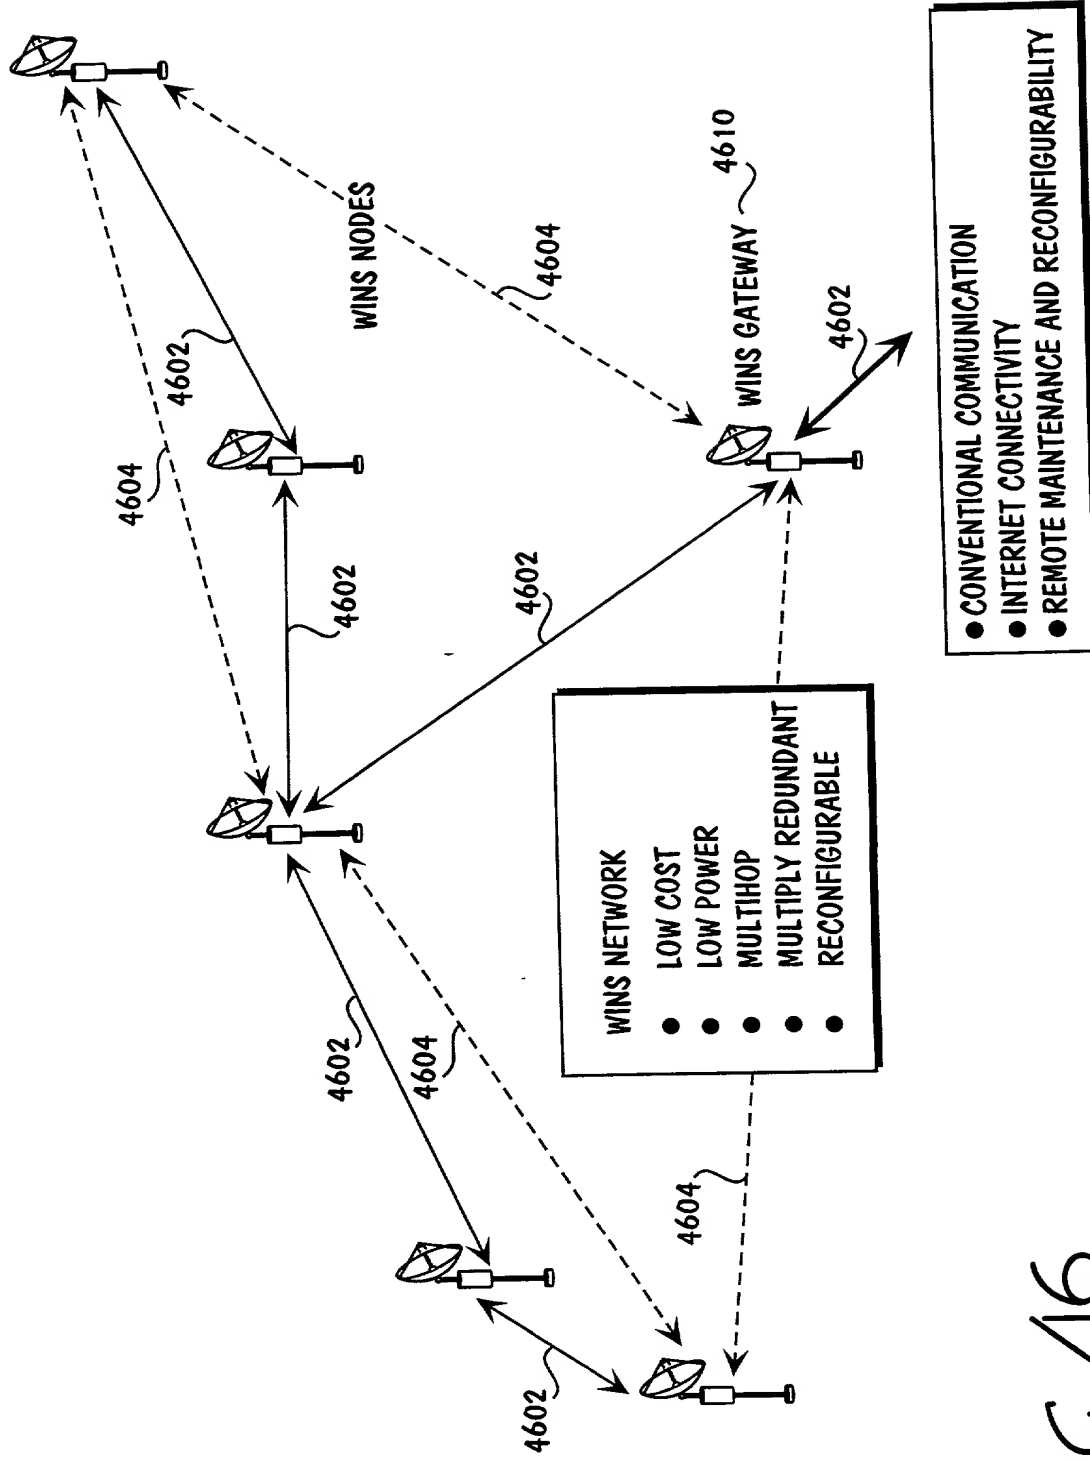 4604
4602
4602
4602
WINS NODES
4604
4602
4602
4604
WINS NETWORK
● LOW COST
● LOW POWER
● MULTIHOP
● MULTIPLY REDUNDANT
● RECONFIGURABLE
4604
WINS GATEWAY 4610
4602
● CONVENTIONAL COMMUNICATION
● INTERNET CONNECTIVITY
● REMOTE MAINTENANCE AND RECONFIGURABILITY
46